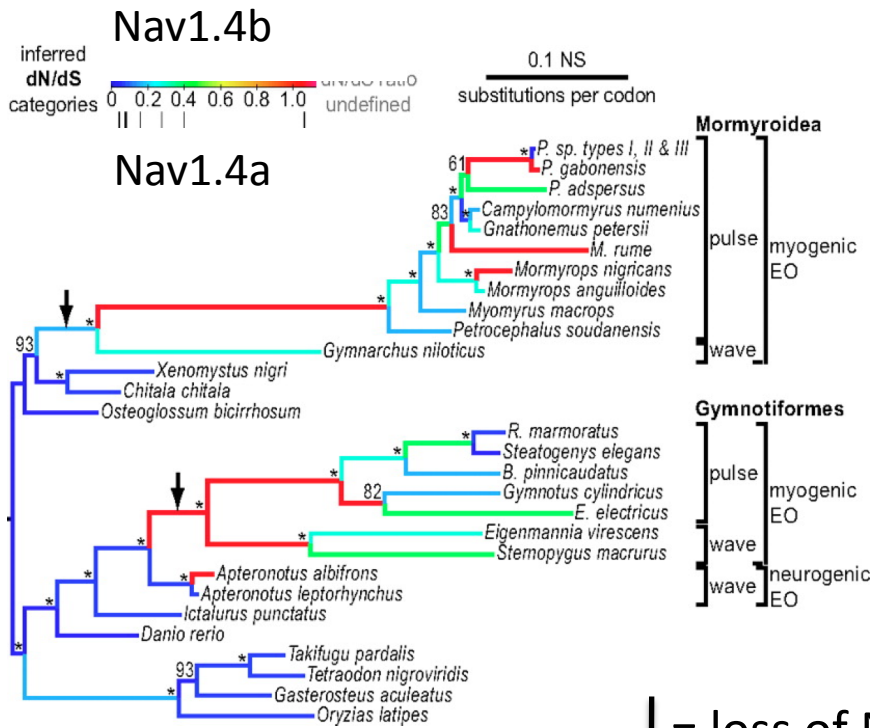 Nav1.4b
inferred
dN/dS
categories
0 0.2 0.4 0.6 0.8 1.0
dN/dS ratio
undefined
0.1 NS
substitutions per codon
Nav1.4a
Mormyroidea
* P. sp. types I, II & III
61 P. gabonensis
* P. adspersus
83 * Campylomormyrus numenius
Gnathonemus petersii
pulse
myogenic
EO
* M. rume
* * Mormyrops nigricans
Mormyrops anguilloides
Myomyrus macrops
* * Petrocephalus soudanensis
93 Gymnarchus niloticus
wave
* Xenomystus nigri
Chitala chitala
Osteoglossum bicirrhosum
Gymnotiformes
* * R. marmoratus
Steatogenys elegans
* B. pinnicaudatus
pulse
82 Gymnotus cylindricus
myogenic
EO
* E. electricus
* Eigenmannia virescens
wave
Sternopygus macrurus
* * Apteronotus albifrons
neurogenic
wave
EO
* Apteronotus leptorhynchus
* Ictalurus punctatus
* Danio rerio
* Takifugu pardalis
93 Tetraodon nigroviridis
* Gasterosteus aculeatus
Oryzias latipes
= loss of